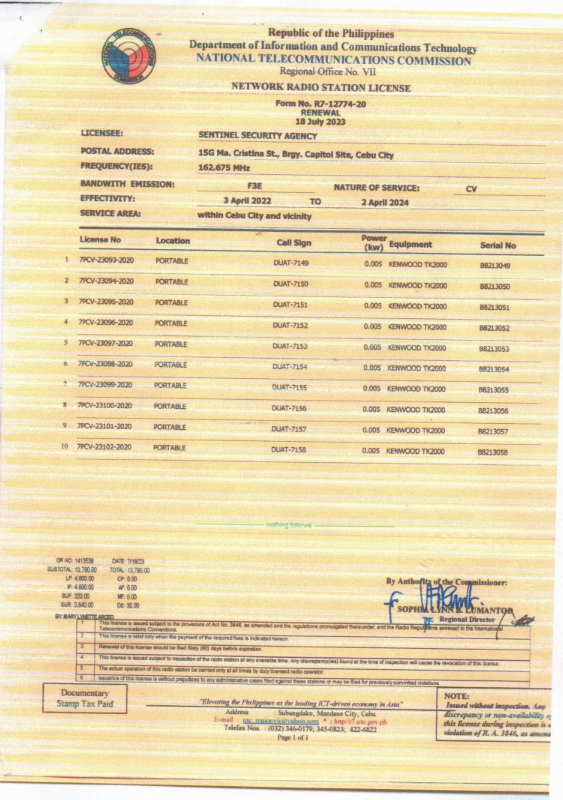 Republic of the Philippines
Department of Information and Communications Technology
NATIONAL TELECOMMUNICATIONS COMMISSION
Regional Office No. VII
NETWORK RADIO STATION LICENSE
Form No. R7-12774-20
RENEWAL
18 July 2023
LICENSEE: SENTINEL SECURITY AGENCY
POSTAL ADDRESS: 15G Ma. Cristina St., Brgy. Capitol Site, Cebu City
FREQUENCY(IES): 162.675 MHz
BANDWITH EMISSION: F3E NATURE OF SERVICE: CV
EFFECTIVITY: 3 April 2022 TO 2 April 2024
SERVICE AREA: within Cebu City and vicinity
License No Location Call Sign Power (kw) Equipment Serial No
1 7PCV-23093-2020 PORTABLE DUAT-7149 0.005 KENWOOD TK2000 B8213049
2 7PCV-23094-2020 PORTABLE DUAT-7150 0.005 KENWOOD TK2000 B8213050
3 7PCV-23095-2020 PORTABLE DUAT-7151 0.005 KENWOOD TK2000 B8213051
4 7PCV-23096-2020 PORTABLE DUAT-7152 0.005 KENWOOD TK2000 B8213052
5 7PCV-23097-2020 PORTABLE DUAT-7153 0.005 KENWOOD TK2000 B8213053
6 7PCV-23098-2020 PORTABLE DUAT-7154 0.005 KENWOOD TK2000 B8213054
7 7PCV-23099-2020 PORTABLE DUAT-7155 0.005 KENWOOD TK2000 B8213055
8 7PCV-23100-2020 PORTABLE DUAT-7156 0.005 KENWOOD TK2000 B8213056
9 7PCV-23101-2020 PORTABLE DUAT-7157 0.005 KENWOOD TK2000 B8213057
10 7PCV-23102-2020 PORTABLE DUAT-7158 0.005 KENWOOD TK2000 B8213058
nothing follows
OR NO: 1413538 DATE: 7/18/23
SUBTOTAL: 13,760.00 TOTAL: 13,790.00
LF: 4,800.00 CP: 0.00
IF: 4,800.00 AF: 0.00
SUF: 320.00 MF: 0.00
SUR: 3,840.00 DS: 30.00
By Authority of the Commissioner:
SOPHIA LYNN B. LUMANTOD
Regional Director
BY: MARY LYNETTE
1 This license is issued subject to the provisions of Act No. 3846, as amended and the regulations promulgated thereunder, and the Radio Regulations annexed to the International Telecommunications Conventions.
2 This license is valid only when the payment of the required fees is indicated hereon
3 Renewal of this license should be filed sixty (60) days before expiration.
4 This license is subject to inspection of the radio station at any available time. Any discrepancy(ies) found at the time of inspection will cause the revocation of this license.
5 The actual operation of this radio station be carried only at all times by duly licensed radio operator
6 Issuance of this license is without prejudices to any administrative cases filed against these stations or may be filed for previously committed violations.
Documentary
Stamp Tax Paid
"Elevating the Philippines as the leading ICT-driven economy in Asia"
Address : Subangdaku, Mandaue City, Cebu
E-mail : ntc_region7@yahoo.com * : http//r7.ntc.gov.ph
Telefax Nos. : (032) 346-0179; 345-0823; 422-6822
Page 1 of 1
NOTE:
Issued without inspection. Any
discrepancy or non-availability of
this license during inspection is a
violation of R. A. 3846, as amend